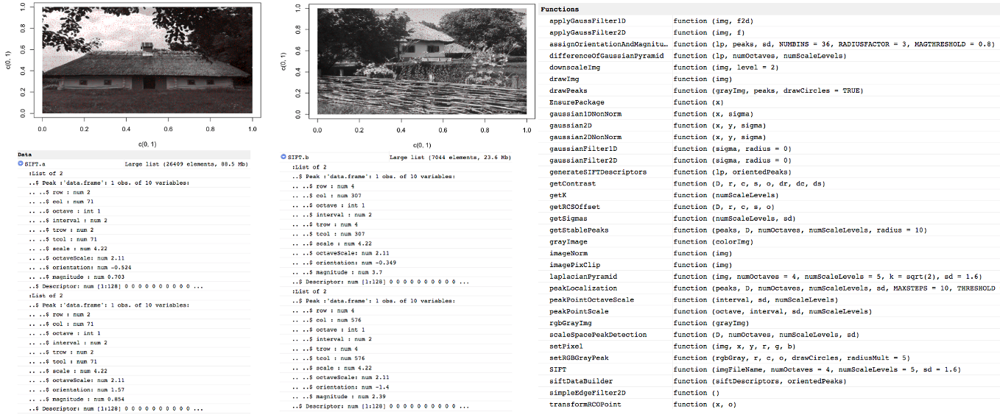 1.0
0.8
0.6
0.4
0.2
0.0
c(0, 1)
0.0 0.2 0.4 0.6 0.8 1.0
c(0, 1)
Data
SIFT.a Large list (26409 elements, 88.5 Mb)
:List of 2
..$ Peak :'data.frame': 1 obs. of 10 variables:
.. ..$ row : num 2
.. ..$ col : num 71
.. ..$ octave : int 1
.. ..$ interval : num 2
.. ..$ trow : num 2
.. ..$ tcol : num 71
.. ..$ scale : num 4.22
.. ..$ octaveScale: num 2.11
.. ..$ orientation: num -0.524
.. ..$ magnitude : num 0.703
..$ Descriptor: num [1:128] 0 0 0 0 0 0 0 0 0 0 ...
:List of 2
..$ Peak :'data.frame': 1 obs. of 10 variables:
.. ..$ row : num 2
.. ..$ col : num 71
.. ..$ octave : int 1
.. ..$ interval : num 2
.. ..$ trow : num 2
.. ..$ tcol : num 71
.. ..$ scale : num 4.22
.. ..$ octaveScale: num 2.11
.. ..$ orientation: num 1.57
.. ..$ magnitude : num 0.854
..$ Descriptor: num [1:128] 0 0 0 0 0 0 0 0 0 0 ...
1.0
0.8
0.6
0.4
0.2
0.0
c(0, 1)
0.0 0.2 0.4 0.6 0.8 1.0
c(0, 1)
SIFT.b Large list (7044 elements, 23.6 Mb)
:List of 2
..$ Peak :'data.frame': 1 obs. of 10 variables:
.. ..$ row : num 4
.. ..$ col : num 307
.. ..$ octave : int 1
.. ..$ interval : num 2
.. ..$ trow : num 4
.. ..$ tcol : num 307
.. ..$ scale : num 4.22
.. ..$ octaveScale: num 2.11
.. ..$ orientation: num -0.349
.. ..$ magnitude : num 3.7
..$ Descriptor: num [1:128] 0 0 0 0 0 0 0 0 0 0 ...
:List of 2
..$ Peak :'data.frame': 1 obs. of 10 variables:
.. ..$ row : num 4
.. ..$ col : num 576
.. ..$ octave : int 1
.. ..$ interval : num 2
.. ..$ trow : num 4
.. ..$ tcol : num 576
.. ..$ scale : num 4.22
.. ..$ octaveScale: num 2.11
.. ..$ orientation: num -1.4
.. ..$ magnitude : num 2.39
..$ Descriptor: num [1:128] 0 0 0 0 0 0 0 0 0 0 ...
Functions
applyGaussFilter1D function (img, f2d)
applyGaussFilter2D function (img, f)
assignOrientationAndMagnitu… function (lp, peaks, sd, NUMBINS = 36, RADIUSFACTOR = 3, MAGTHRESHOLD = 0.8)
differenceOfGaussianPyramid function (lp, numOctaves, numScaleLevels)
downscaleImg function (img, level = 2)
drawImg function (img)
drawPeaks function (grayImg, peaks, drawCircles = TRUE)
EnsurePackage function (x)
gaussian1DNonNorm function (x, sigma)
gaussian2D function (x, y, sigma)
gaussian2DNonNorm function (x, y, sigma)
gaussianFilter1D function (sigma, radius = 0)
gaussianFilter2D function (sigma, radius = 0)
generateSIFTDescriptors function (lp, orientedPeaks)
getContrast function (D, r, c, s, o, dr, dc, ds)
getK function (numScaleLevels)
getRCSOffset function (D, r, c, s, o)
getSigmas function (numScaleLevels, sd)
getStablePeaks function (peaks, D, numOctaves, numScaleLevels, radius = 10)
grayImage function (colorImg)
imageNorm function (img)
imagePixClip function (img)
laplacianPyramid function (img, numOctaves = 4, numScaleLevels = 5, k = sqrt(2), sd = 1.6)
peakLocalization function (peaks, D, numOctaves, numScaleLevels, sd, MAXSTEPS = 10, THRESHOLD
peakPointOctaveScale function (interval, sd, numScaleLevels)
peakPointScale function (octave, interval, sd, numScaleLevels)
rgbGrayImg function (grayImg)
scaleSpacePeakDetection function (D, numOctaves, numScaleLevels, sd)
setPixel function (img, x, y, r, g, b)
setRGBGrayPeak function (rgbGray, r, c, o, drawCircles, radiusMult = 5)
SIFT function (imgFileName, numOctaves = 4, numScaleLevels = 5, sd = 1.6)
siftDataBuilder function (siftDescriptors, orientedPeaks)
simpleEdgeFilter2D function ()
transformRCOPoint function (x, o)